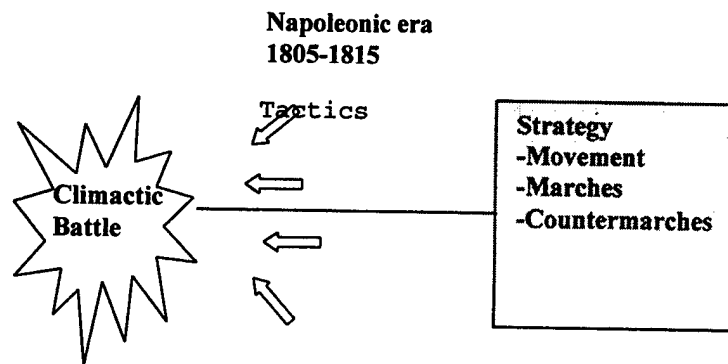 Napoleonic era
1805-1815
Tactics
Climactic
Battle
Strategy
-Movement
-Marches
-Countermarches